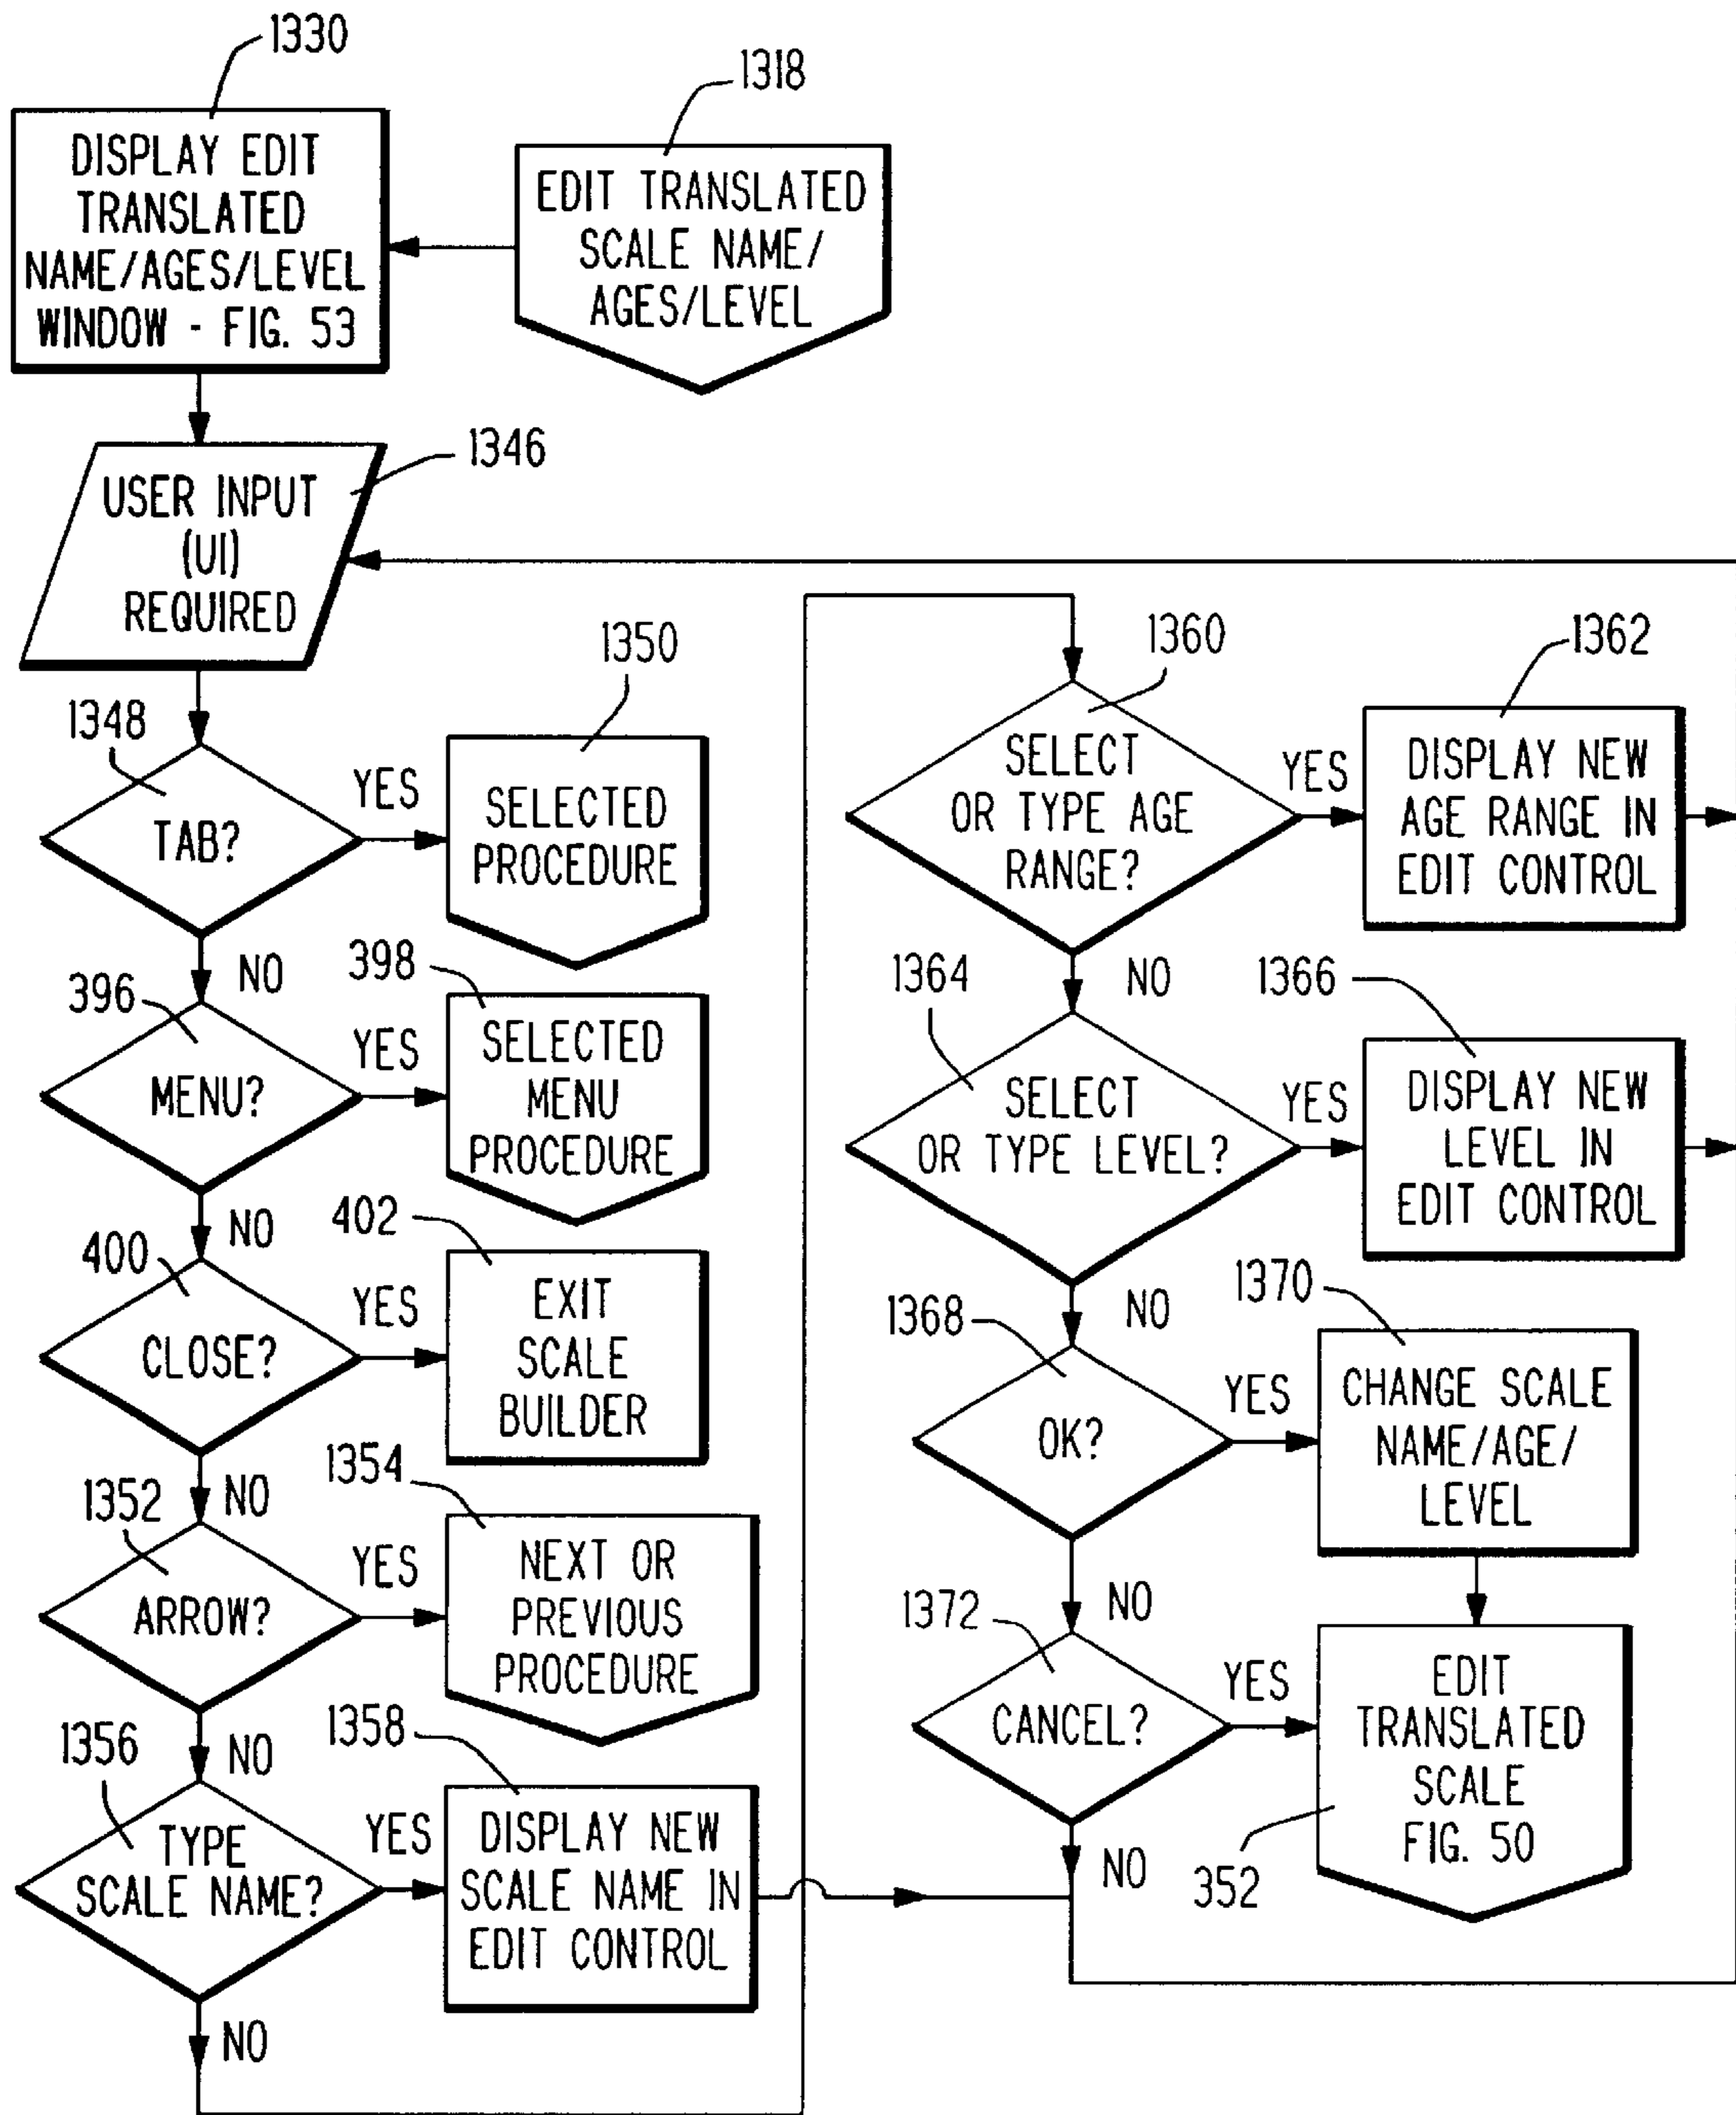 1330
DISPLAY EDIT
TRANSLATED
NAME/AGES/LEVEL
WINDOW - FIG. 53
1318
EDIT TRANSLATED
SCALE NAME/
AGES/LEVEL
1346
USER INPUT
(UI)
REQUIRED
1348
TAB?
YES
1350
SELECTED
PROCEDURE
NO
396
MENU?
YES
398
SELECTED
MENU
PROCEDURE
NO
400
CLOSE?
YES
402
EXIT
SCALE
BUILDER
NO
1352
ARROW?
YES
1354
NEXT OR
PREVIOUS
PROCEDURE
NO
1356
TYPE
SCALE NAME?
YES
1358
DISPLAY NEW
SCALE NAME IN
EDIT CONTROL
NO
1360
SELECT
OR TYPE AGE
RANGE?
YES
1362
DISPLAY NEW
AGE RANGE IN
EDIT CONTROL
NO
1364
SELECT
OR TYPE LEVEL?
YES
1366
DISPLAY NEW
LEVEL IN
EDIT CONTROL
NO
1368
OK?
YES
1370
CHANGE SCALE
NAME/AGE/
LEVEL
NO
1372
CANCEL?
YES
EDIT
TRANSLATED
SCALE
FIG. 50
352
NO